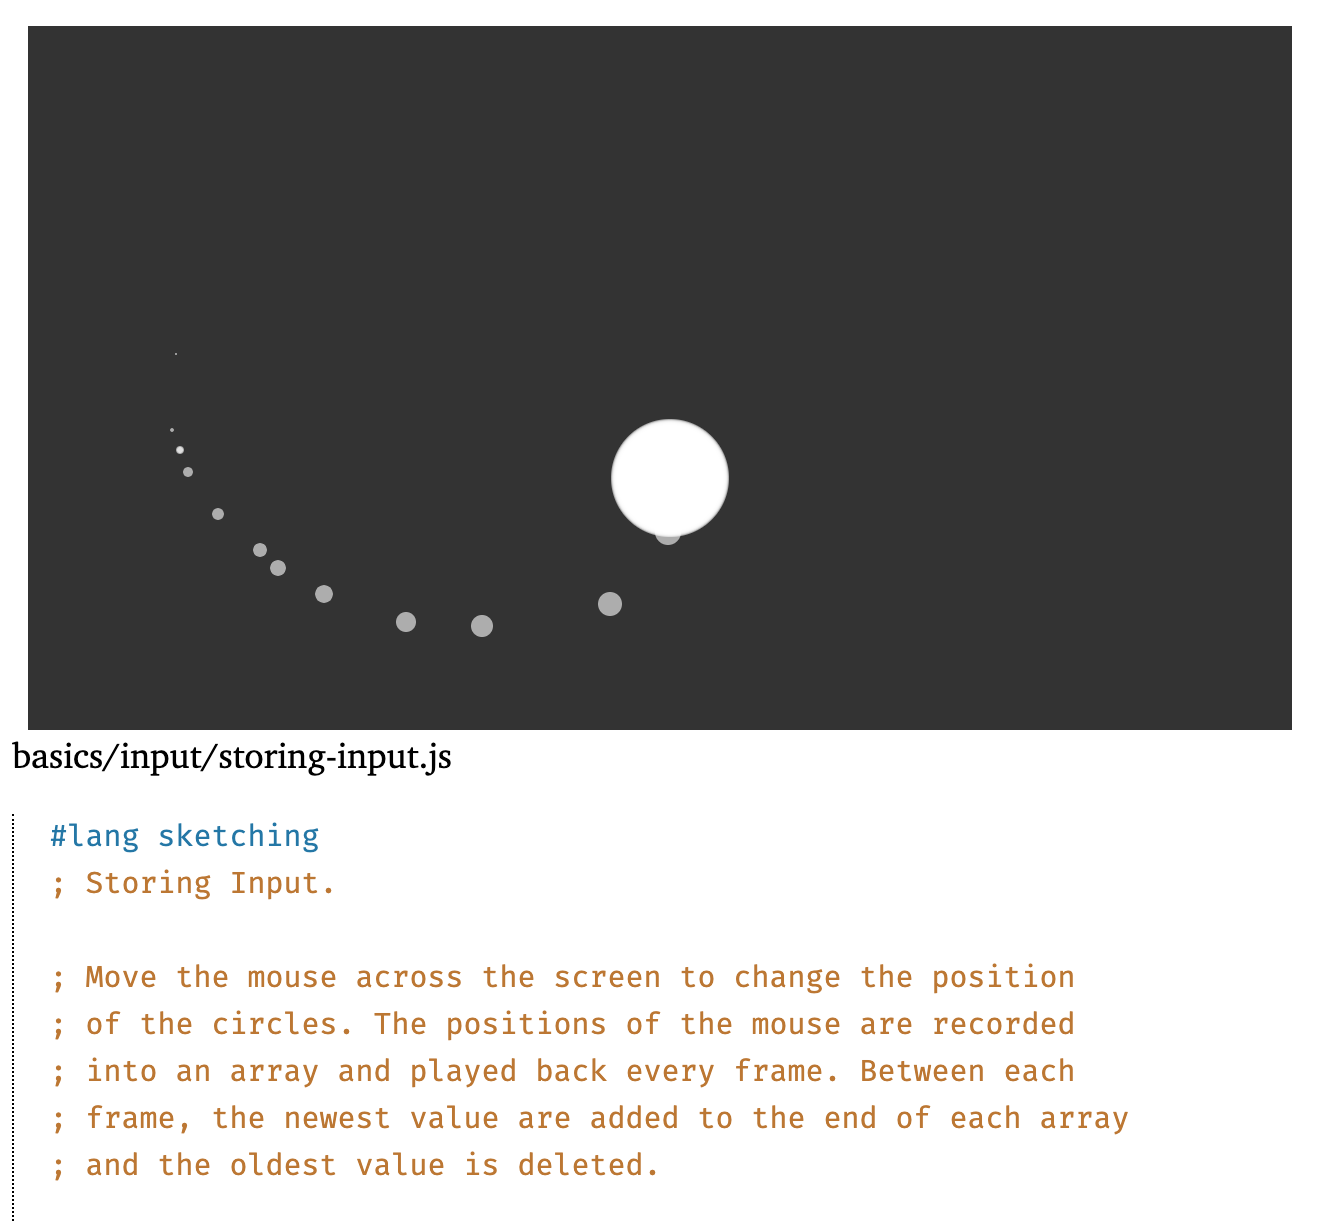 basics/input/storing-input.js
#lang sketching
; Storing Input.
; Move the mouse across the screen to change the position
; of the circles. The positions of the mouse are recorded
; into an array and played back every frame. Between each
; frame, the newest value are added to the end of each array
; and the oldest value is deleted.